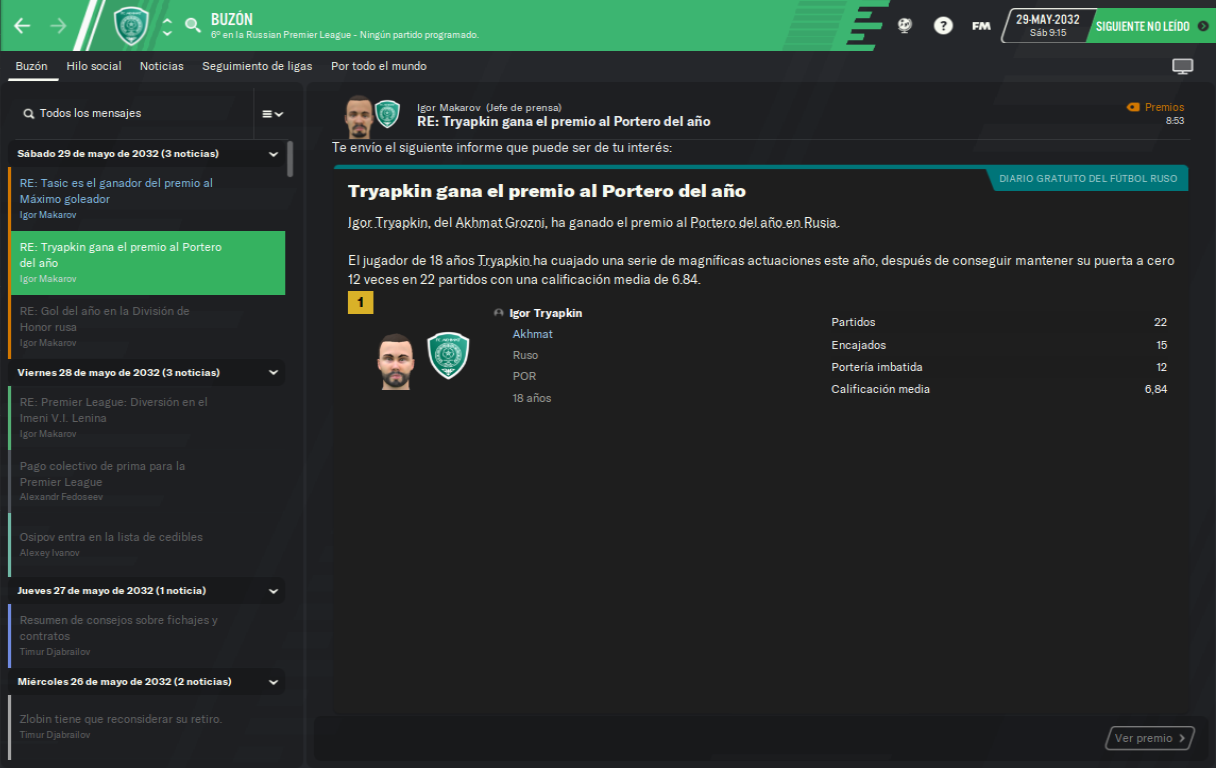 BUZÓN
6º en la Russian Premier League - Ningún partido programado.
?
FM
29-MAY-2032
Sáb 9:15
SIGUIENTE NO LEÍDO
Buzón
Hilo social
Noticias
Seguimiento de ligas
Por todo el mundo
Todos los mensajes
Sábado 29 de mayo de 2032 (3 noticias)
RE: Tasic es el ganador del premio al
Máximo goleador
Igor Makarov
RE: Tryapkin gana el premio al Portero
del año
Igor Makarov
RE: Gol del año en la División de
Honor rusa
Igor Makarov
Viernes 28 de mayo de 2032 (3 noticias)
RE: Premier League: Diversión en el
Imeni V.I. Lenina
Igor Makarov
Pago colectivo de prima para la
Premier League
Alexandr Fedoseev
Osipov entra en la lista de cedibles
Alexey Ivanov
Jueves 27 de mayo de 2032 (1 noticia)
Resumen de consejos sobre fichajes y
contratos
Timur Djabrailov
Miércoles 26 de mayo de 2032 (2 noticias)
Zlobin tiene que reconsiderar su retiro.
Timur Djabrailov
Igor Makarov (Jefe de prensa)
RE: Tryapkin gana el premio al Portero del año
Premios
8:53
Te envío el siguiente informe que puede ser de tu interés:
DIARIO GRATUITO DEL FÚTBOL RUSO
Tryapkin gana el premio al Portero del año
Igor Tryapkin, del Akhmat Grozni, ha ganado el premio al Portero del año en Rusia.
El jugador de 18 años Tryapkin ha cuajado una serie de magníficas actuaciones este año, después de conseguir mantener su puerta a cero
12 veces en 22 partidos con una calificación media de 6.84.
1
Igor Tryapkin
Akhmat
Ruso
POR
18 años
Partidos 22
Encajados 15
Portería imbatida 12
Calificación media 6,84
Ver premio